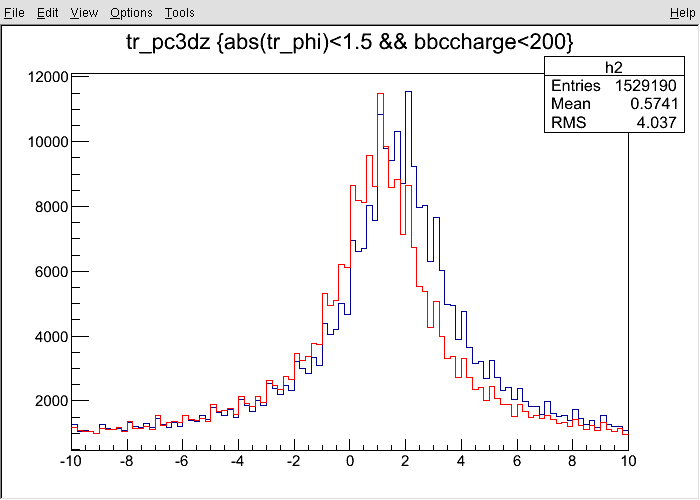 File Edit View Options Tools Help
tr_pc3dz {abs(tr_phi)<1.5 && bbccharge<200}
h2
Entries 1529190
Mean 0.5741
RMS 4.037
12000
10000
8000
6000
4000
2000
-10 -8 -6 -4 -2 0 2 4 6 8 10